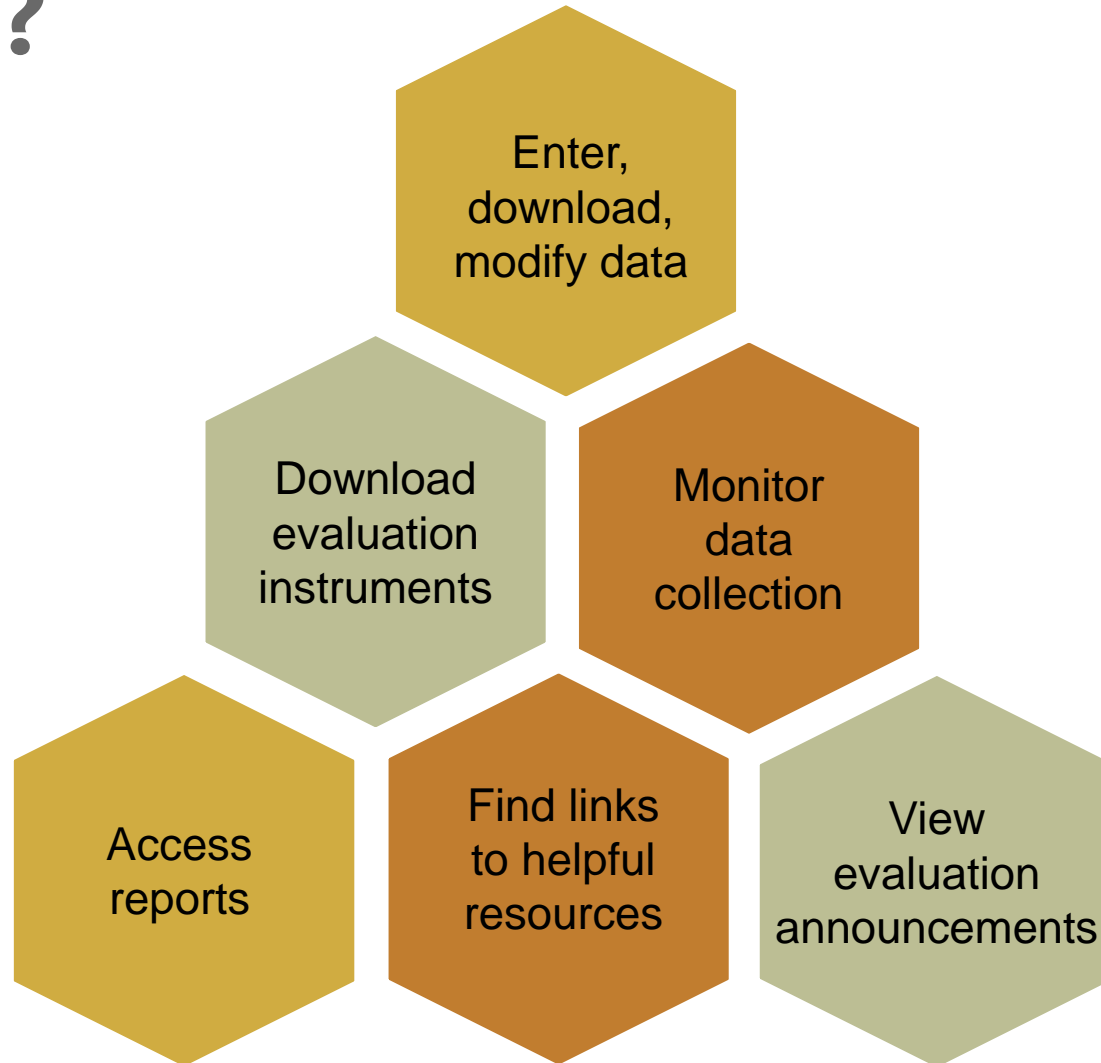 ?
Enter,
download,
modify data
Download
evaluation
instruments
Monitor
data
collection
Access
reports
Find links
to helpful
resources
View
evaluation
announcements